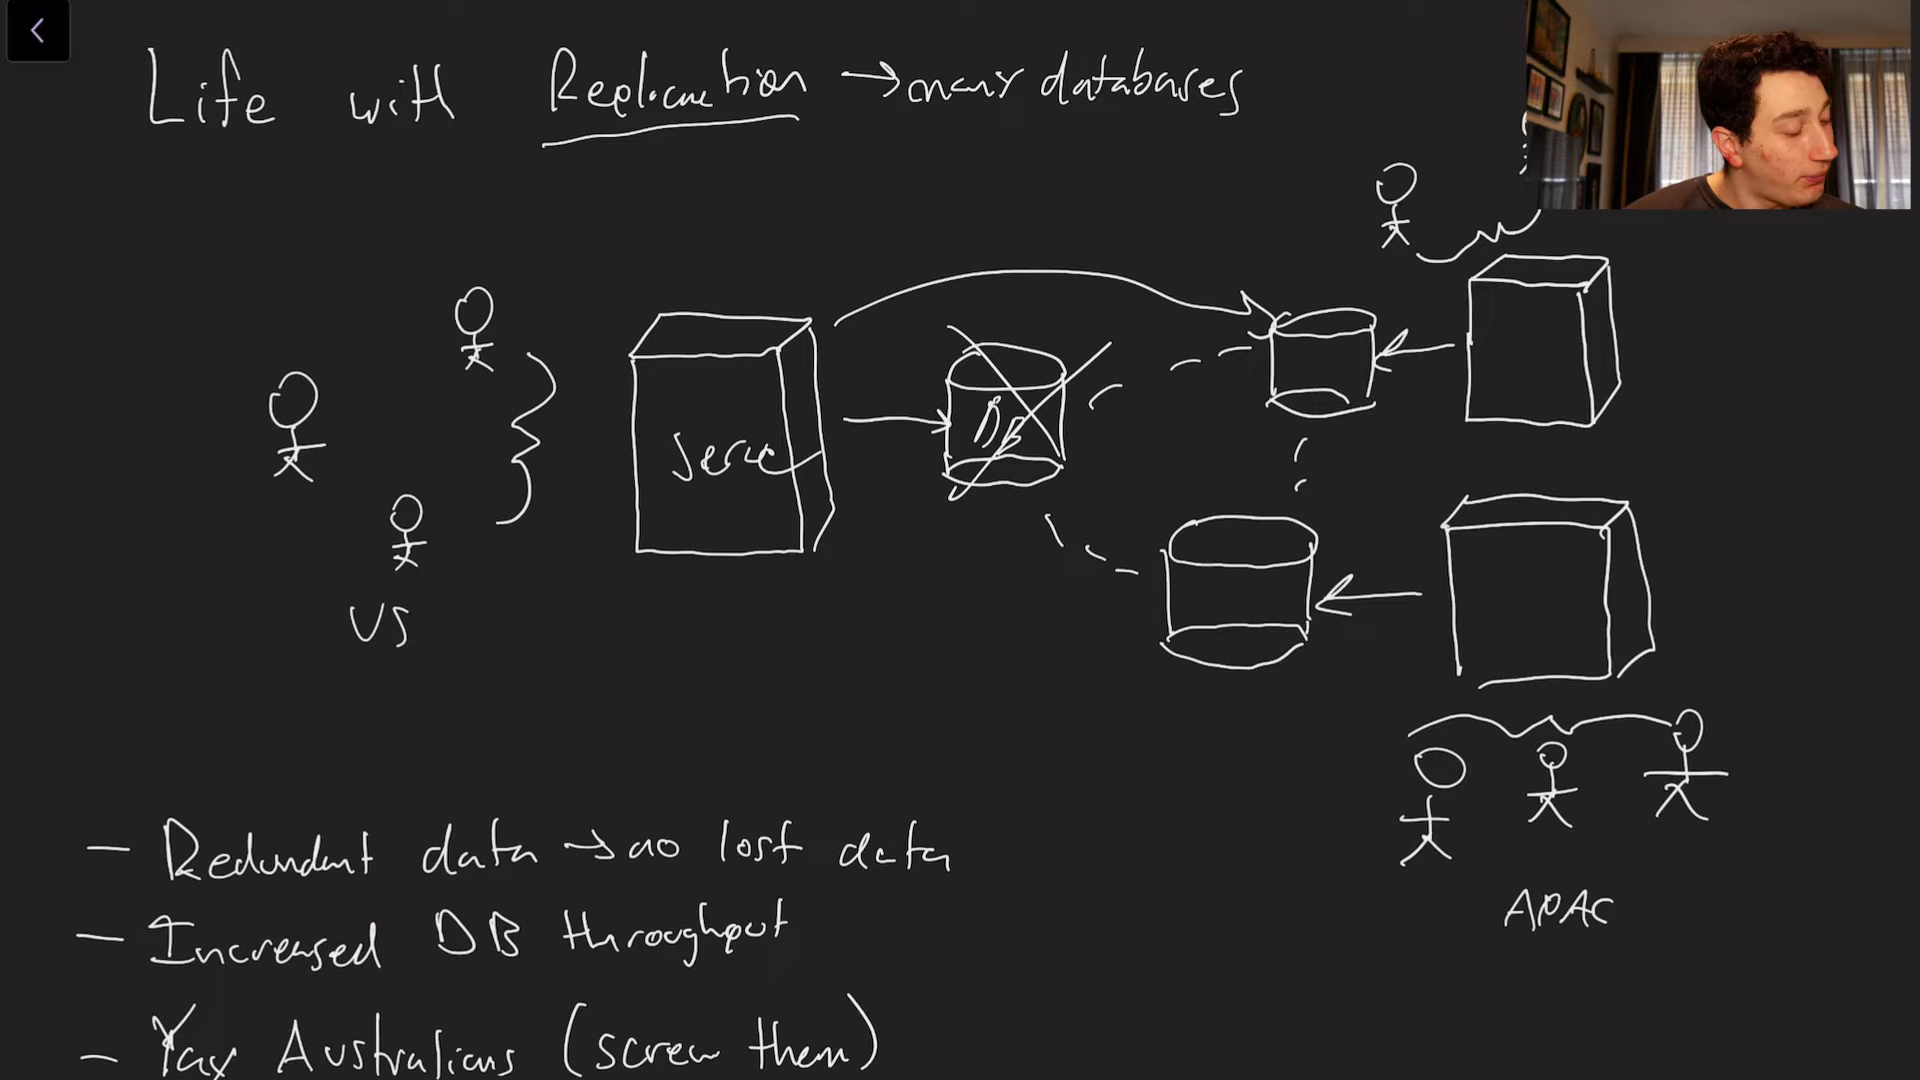 Life with Replication → many databases
Server
DB
US
- Redundant data → no lost data
APAC
- Increased DB throughput
- Yay Australians (screw them)